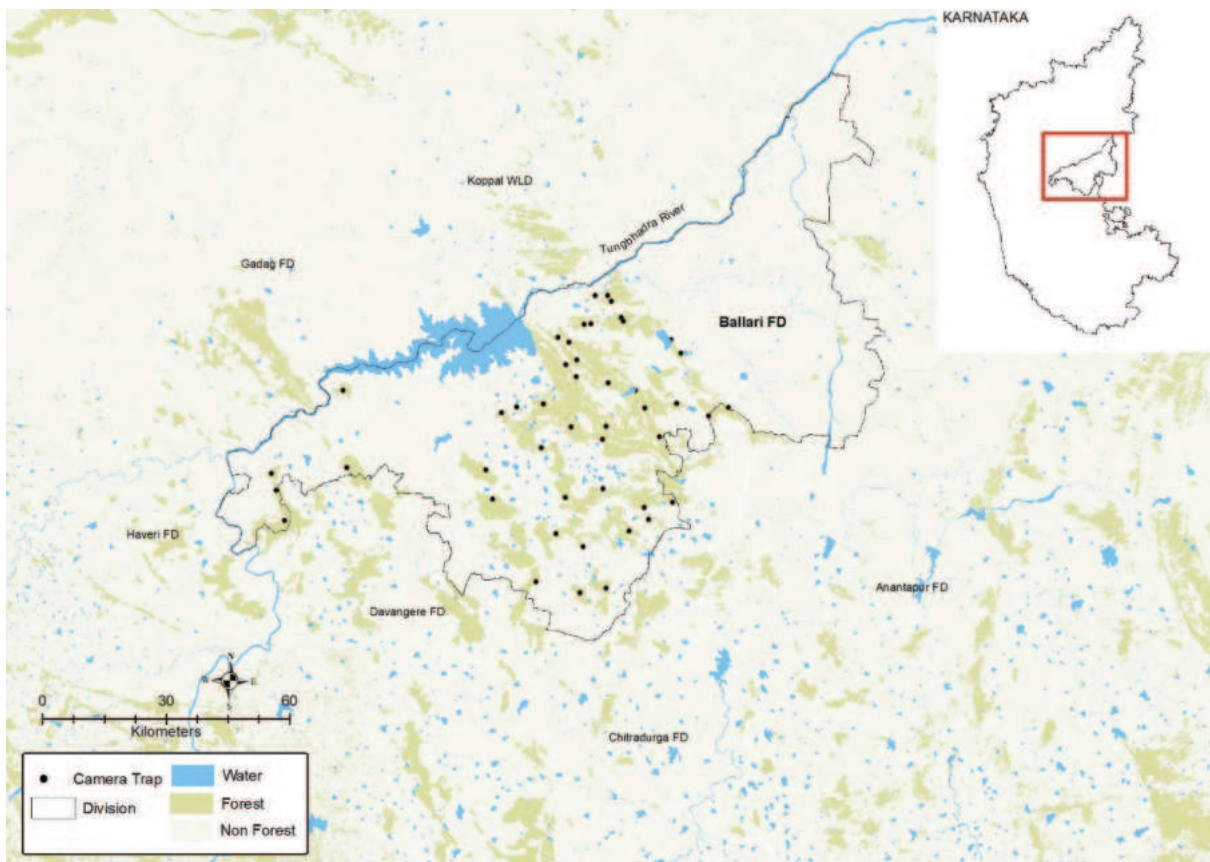 KARNATAKA
Koppal WLD
Tungbhadra River
Gadag FD
Ballari FD
Haveri FD
Anantapur FD
Davangere FD
N
E
S
0 30 60
Kilometers
Chitradurga FD
Camera Trap
Water
Division
Forest
Non Forest